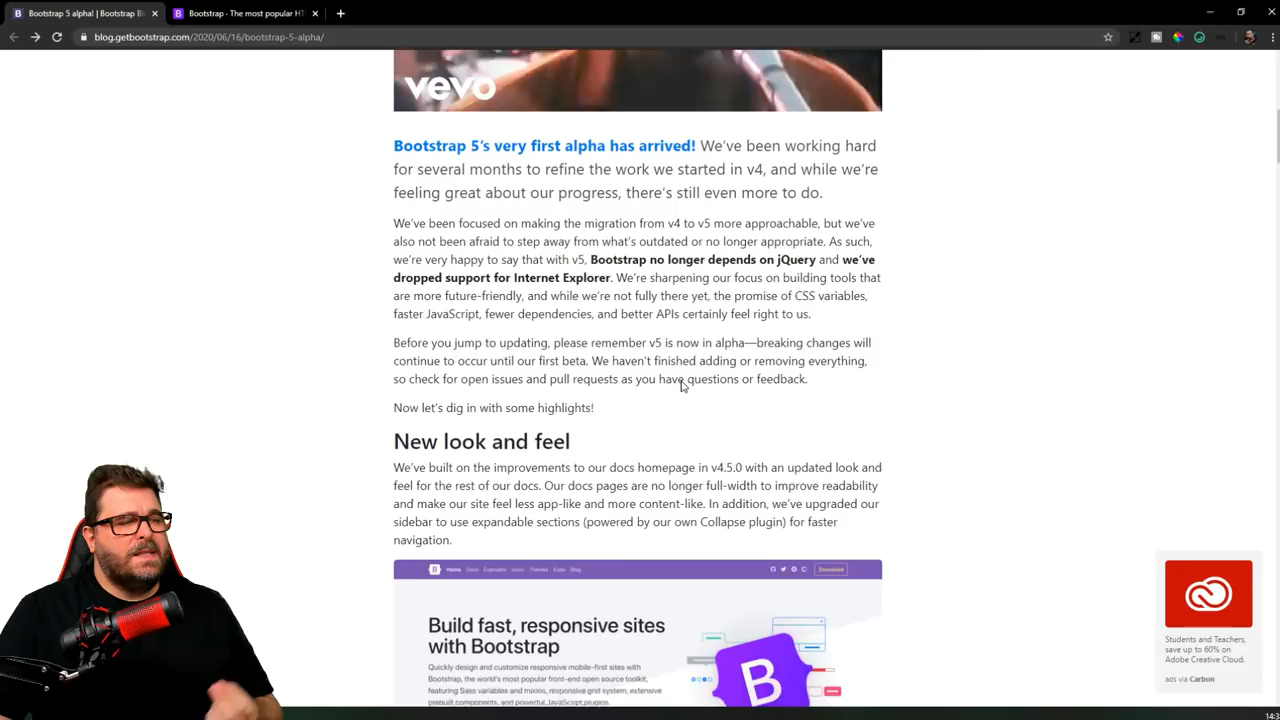 Bootstrap 5 alpha! | Bootstrap Bl
Bootstrap · The most popular HT
blog.getbootstrap.com/2020/06/16/bootstrap-5-alpha/
vevo
Bootstrap 5's very first alpha has arrived! We've been working hard
for several months to refine the work we started in v4, and while we're
feeling great about our progress, there's still even more to do.
We've been focused on making the migration from v4 to v5 more approachable, but we've
also not been afraid to step away from what's outdated or no longer appropriate. As such,
we're very happy to say that with v5, Bootstrap no longer depends on jQuery and we've
dropped support for Internet Explorer. We're sharpening our focus on building tools that
are more future-friendly, and while we're not fully there yet, the promise of CSS variables,
faster JavaScript, fewer dependencies, and better APIs certainly feel right to us.
Before you jump to updating, please remember v5 is now in alpha—breaking changes will
continue to occur until our first beta. We haven't finished adding or removing everything,
so check for open issues and pull requests as you have questions or feedback.
Now let's dig in with some highlights!
New look and feel
We've built on the improvements to our docs homepage in v4.5.0 with an updated look and
feel for the rest of our docs. Our docs pages are no longer full-width to improve readability
and make our site feel less app-like and more content-like. In addition, we've upgraded our
sidebar to use expandable sections (powered by our own Collapse plugin) for faster
navigation.
B Home Docs Examples Icons Themes Expo Blog Download
Build fast, responsive sites
with Bootstrap
Quickly design and customize responsive mobile-first sites with
Bootstrap, the world's most popular front-end open source toolkit,
featuring Sass variables and mixins, responsive grid system, extensive
prebuilt components, and powerful JavaScript plugins.
B
Students and Teachers,
save up to 60% on
Adobe Creative Cloud.
ads via Carbon
14:3